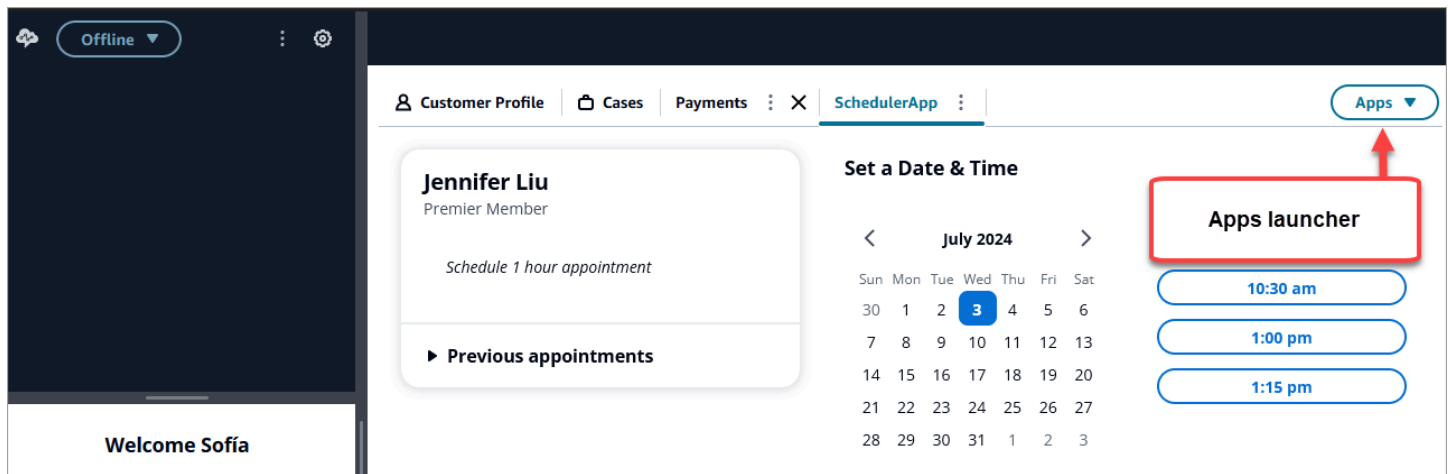 Offline
Customer Profile Cases Payments SchedulerApp Apps
Jennifer Liu
Premier Member
Schedule 1 hour appointment
Previous appointments
Set a Date & Time
July 2024
Sun Mon Tue Wed Thu Fri Sat
30 1 2 3 4 5 6
7 8 9 10 11 12 13
14 15 16 17 18 19 20
21 22 23 24 25 26 27
28 29 30 31 1 2 3
Apps launcher
10:30 am
1:00 pm
1:15 pm
Welcome Sofía